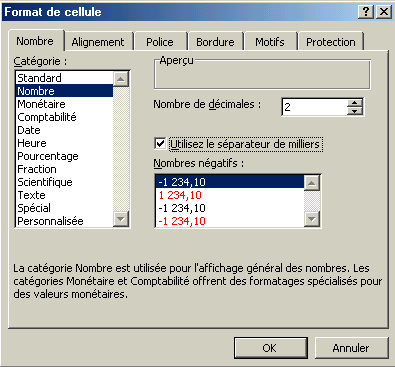 Format de cellule
Nombre Alignement Police Bordure Motifs Protection
Catégorie :
Standard
Nombre
Monétaire
Comptabilité
Date
Heure
Pourcentage
Fraction
Scientifique
Texte
Spécial
Personnalisée
Aperçu
Nombre de décimales : 2
Utilisez le séparateur de milliers
Nombres négatifs :
-1 234,10
1 234,10
-1 234,10
-1 234,10
La catégorie Nombre est utilisée pour l'affichage général des nombres. Les
catégories Monétaire et Comptabilité offrent des formatages spécialisés pour
des valeurs monétaires.
OK Annuler